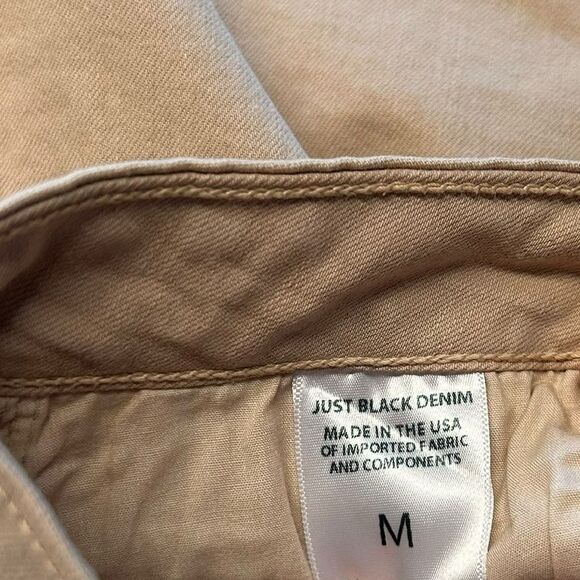 JUST BLACK DENIM
MADE IN THE USA
OF IMPORTED FABRIC
AND COMPONENTS
M